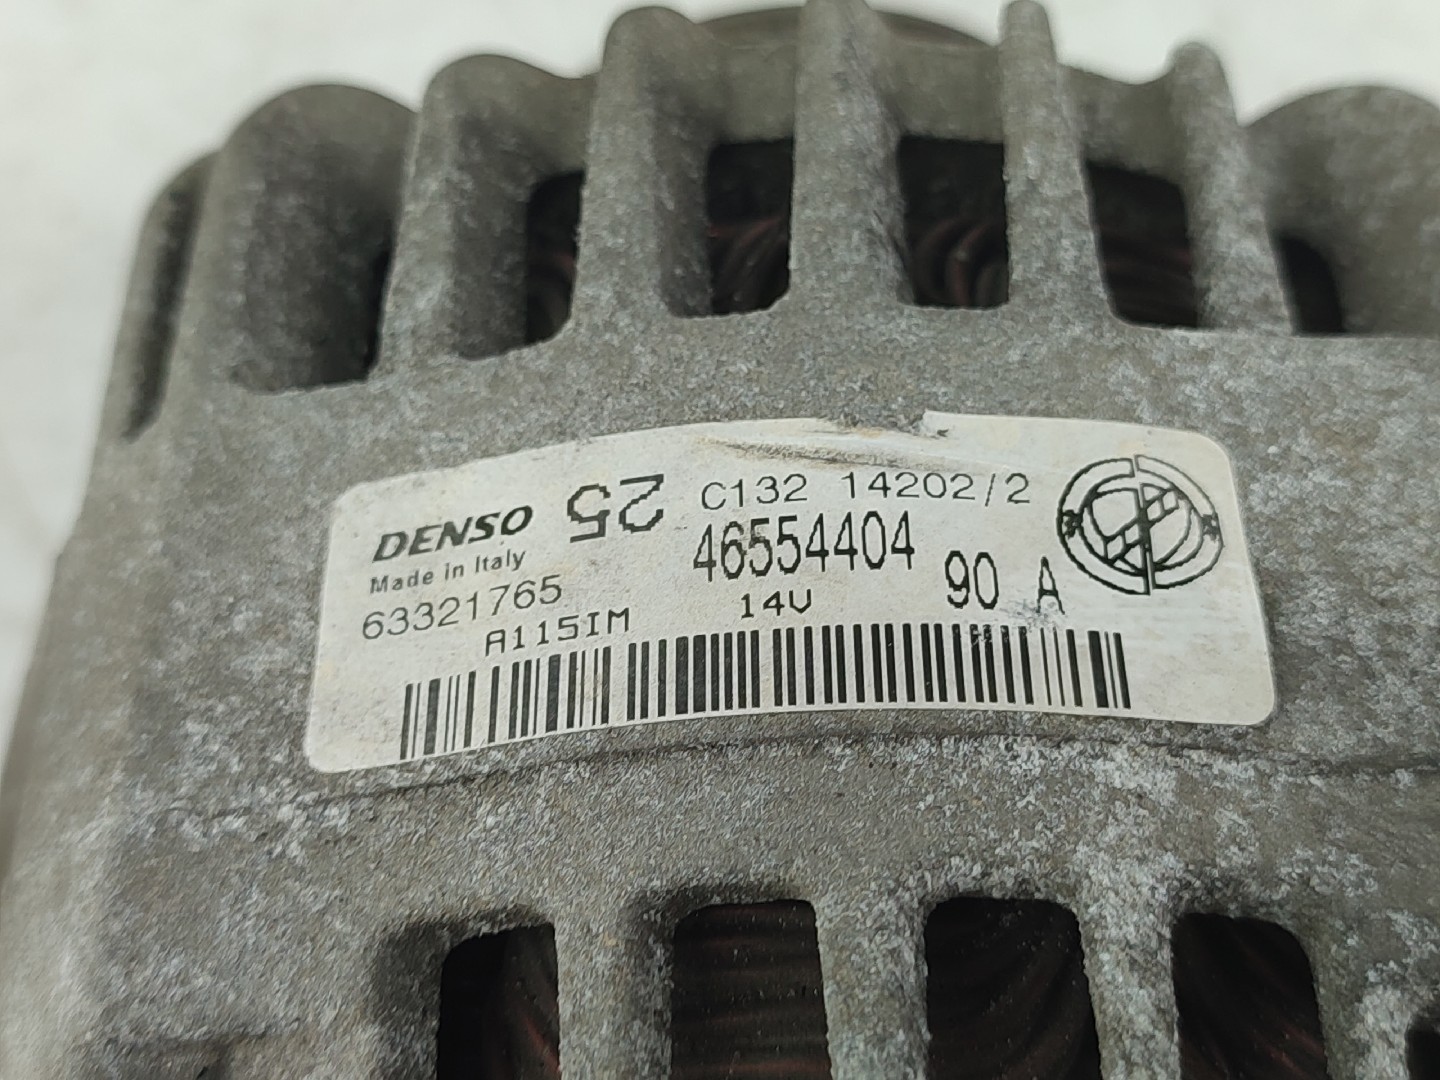 DENSO
Made in Italy
63321765
A115IM
25
C132 14202/2
46554404
14V
90 A